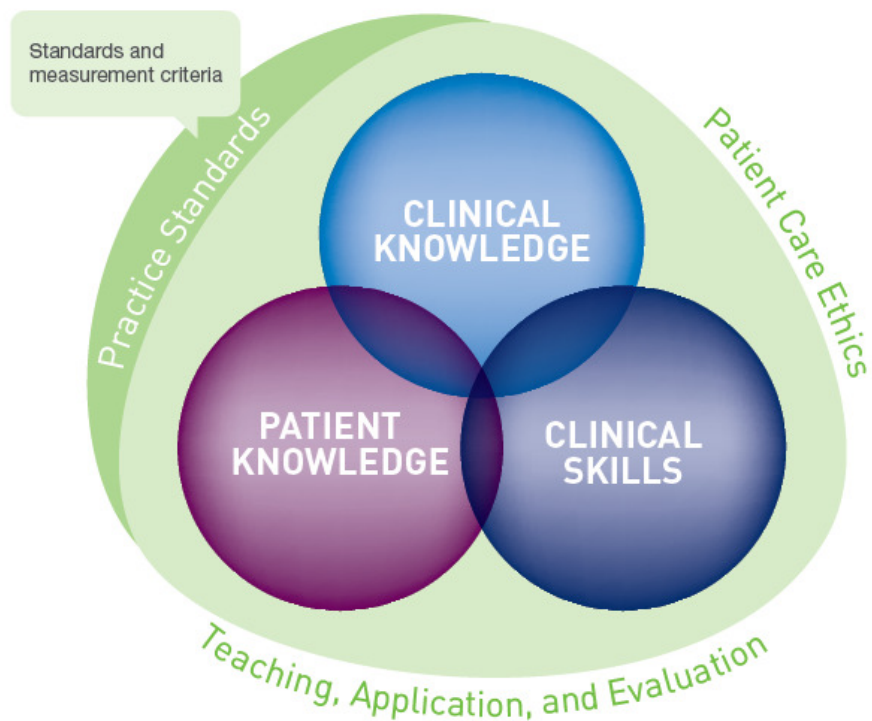 Standards and
measurement criteria
Practice Standards
Patient Care Ethics
CLINICAL
KNOWLEDGE
PATIENT
KNOWLEDGE
CLINICAL
SKILLS
Teaching, Application, and Evaluation